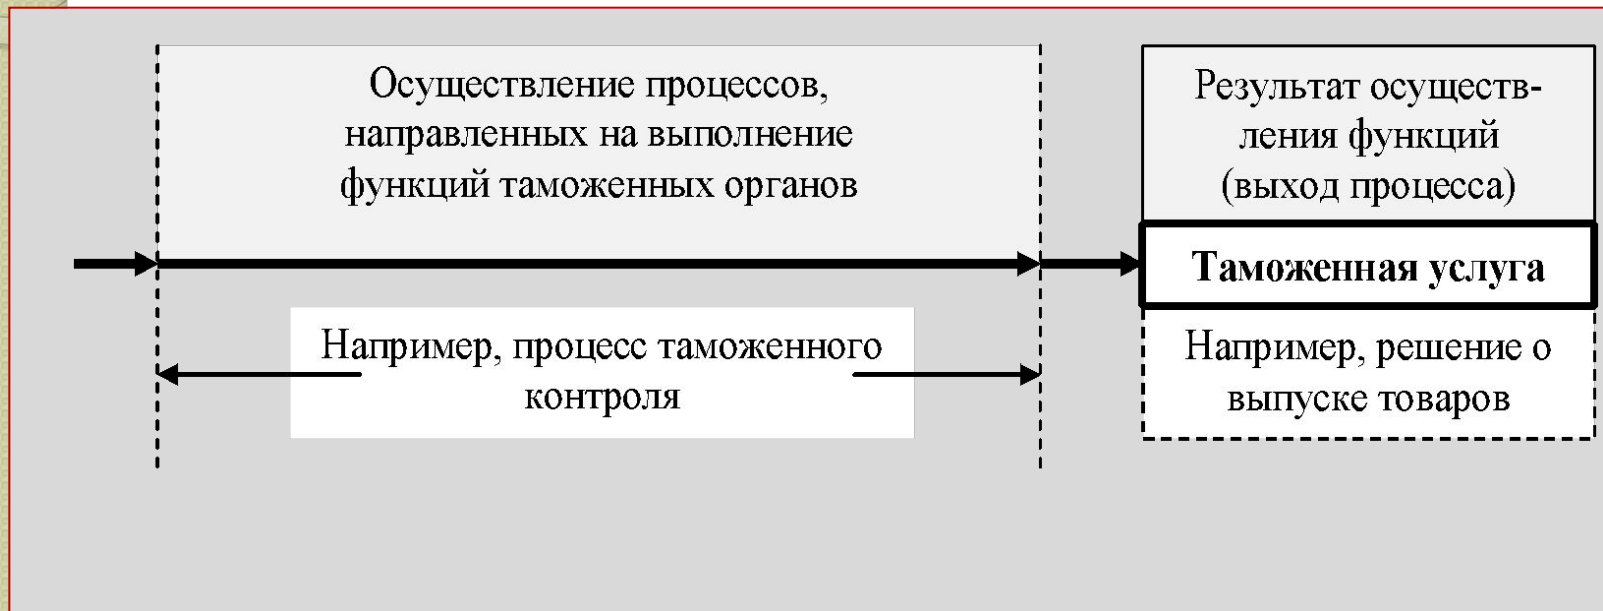 Осуществление процессов,
направленных на выполнение
функций таможенных органов
Результат осуществ-
ления функций
(выход процесса)
Таможенная услуга
Например, процесс таможенного
контроля
Например, решение о
выпуске товаров